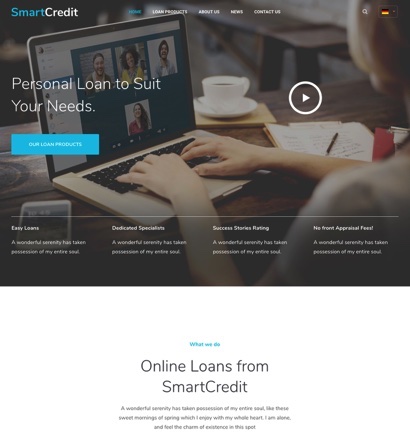 SmartCredit
HOME LOAN PRODUCTS ABOUT US NEWS CONTACT US
Personal Loan to Suit
Your Needs.
OUR LOAN PRODUCTS
Easy Loans
A wonderful serenity has taken
possession of my entire soul.
Dedicated Specialists
A wonderful serenity has taken
possession of my entire soul.
Success Stories Rating
A wonderful serenity has taken
possession of my entire soul.
No front Appraisal Fees!
A wonderful serenity has taken
possession of my entire soul.
What we do
Online Loans from
SmartCredit
A wonderful serenity has taken possession of my entire soul, like these
sweet mornings of spring which I enjoy with my whole heart. I am alone,
and feel the charm of existence in this spot